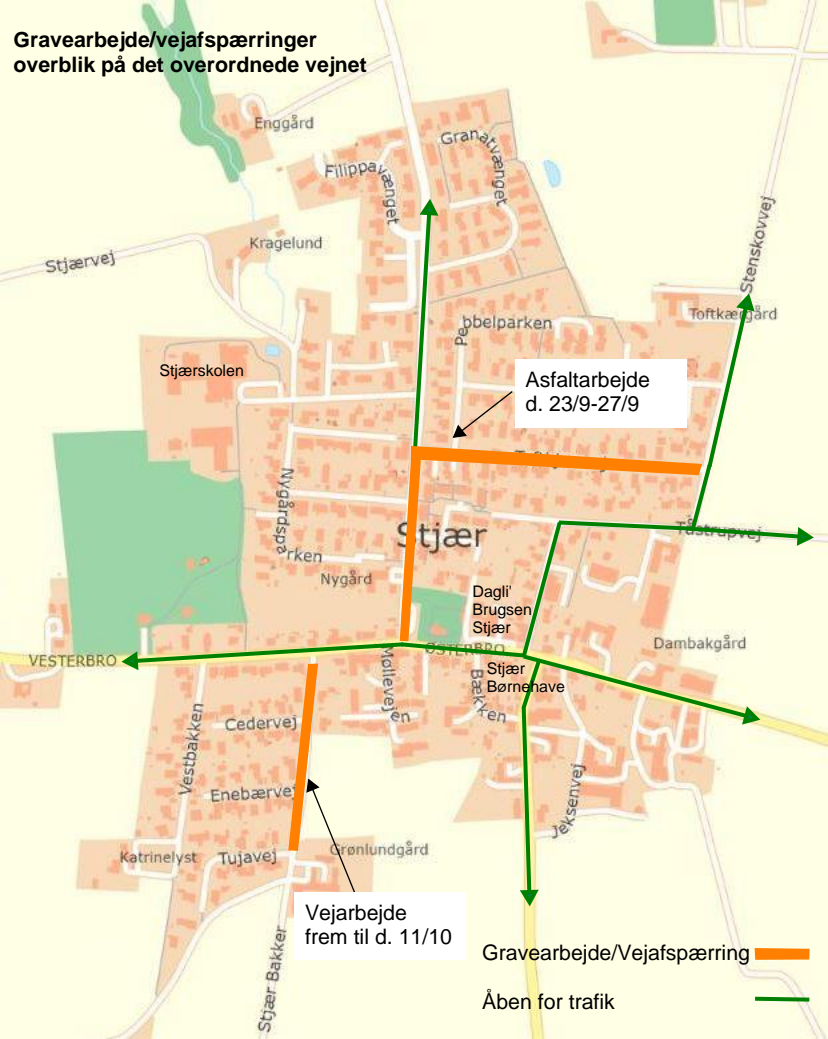 Gravearbejde/vejafspærringer
overblik på det overordnede vejnet
Enggård
Granatvænget
Filippavænget
Kragelund
Stjærvej
Stenskovvej
Toftkærgård
Pebbelparken
Stjærskolen
Asfaltarbejde
d. 23/9-27/9
Nygårdsparken
Stjær
Tåstrupvej
Nygård
Dagli'
Brugsen
Stjær
VESTERBRO
ØSTERBRO
Dambakgård
Stjær
Børnehave
Møllevejen
Bækken
Cedervej
Vestbakken
Enebærvej
Jeksenvej
Katrinelyst
Tujavej
Grønlundgård
Vejarbejde
frem til d. 11/10
Stjær Bakker
Gravearbejde/Vejafspærring
Åben for trafik